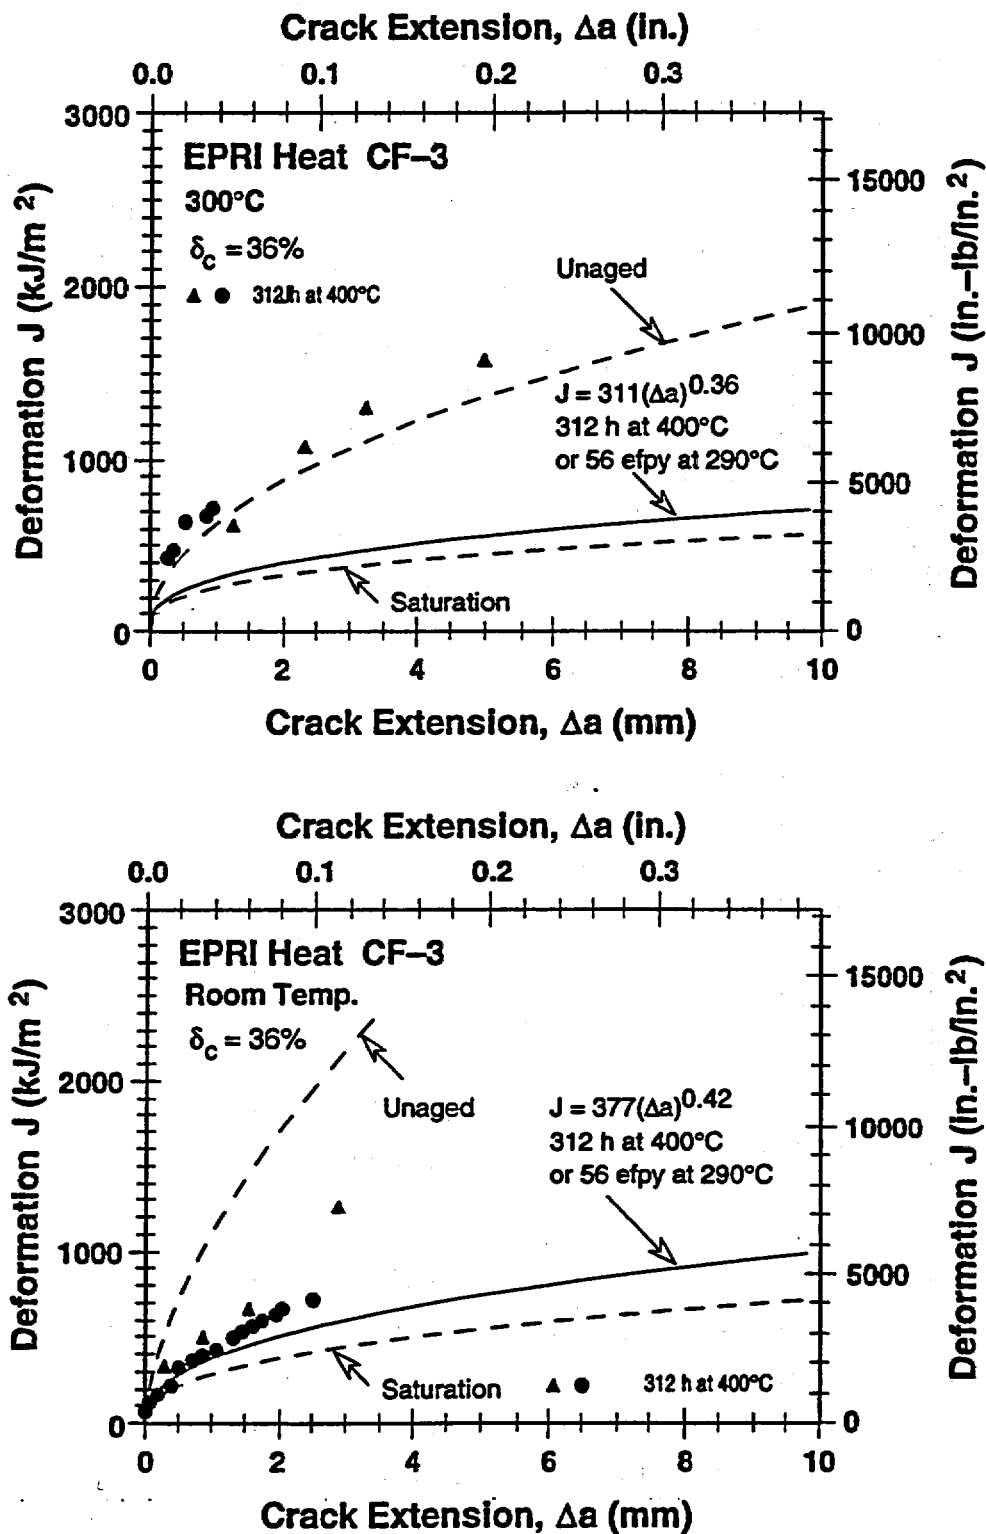 Crack Extension, Δa (in.)
0.0 0.1 0.2 0.3
3000
2000
1000
0
Deformation J (kJ/m ²)
EPRI Heat CF–3
300°C
δc = 36%
▲ ● 312 h at 400°C
Unaged
J = 311(Δa)^0.36
312 h at 400°C
or 56 efpy at 290°C
Saturation
15000
10000
5000
0
Deformation J (in.–lb/in.²)
0 2 4 6 8 10
Crack Extension, Δa (mm)
Crack Extension, Δa (in.)
0.0 0.1 0.2 0.3
3000
2000
1000
0
Deformation J (kJ/m ²)
EPRI Heat CF–3
Room Temp.
δc = 36%
Unaged
J = 377(Δa)^0.42
312 h at 400°C
or 56 efpy at 290°C
Saturation
▲ ● 312 h at 400°C
15000
10000
5000
0
Deformation J (in.–lb/in.²)
0 2 4 6 8 10
Crack Extension, Δa (mm)